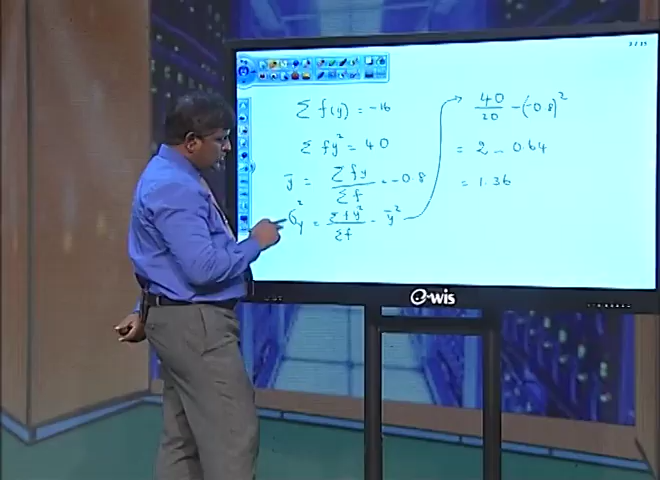 Σ f(y) = -16
Σ fy² = 40
ȳ = Σfy / Σf = -0.8
σy² = Σfy² / Σf - ȳ²
40/20 - (-0.8)²
= 2 - 0.64
= 1.36
e-wis